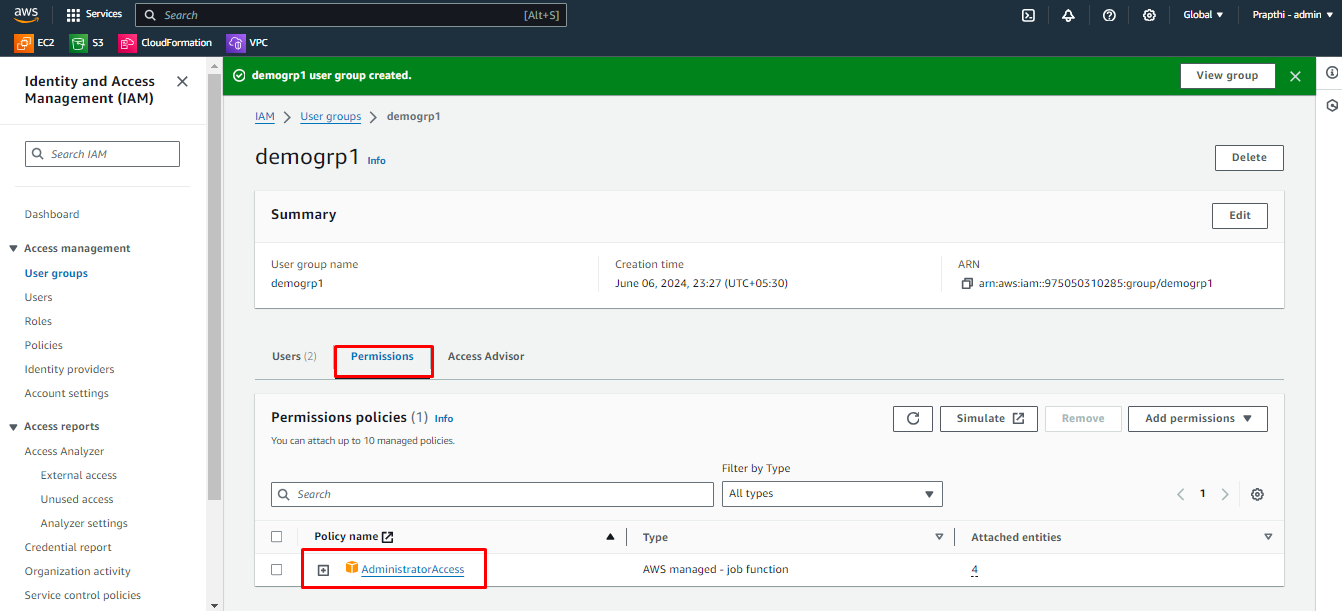 aws
Services
Search [Alt+S]
Global ▼
Prapthi - admin ▼
EC2 S3 CloudFormation VPC
Identity and Access Management (IAM)
Search IAM
Dashboard
Access management
User groups
Users
Roles
Policies
Identity providers
Account settings
Access reports
Access Analyzer
External access
Unused access
Analyzer settings
Credential report
Organization activity
Service control policies
demogrp1 user group created.
View group
IAM > User groups > demogrp1
demogrp1 Info
Delete
Summary
Edit
User group name
demogrp1
Creation time
June 06, 2024, 23:27 (UTC+05:30)
ARN
arn:aws:iam::975050310285:group/demogrp1
Users (2) Permissions Access Advisor
Permissions policies (1) Info
You can attach up to 10 managed policies.
Simulate
Remove
Add permissions ▼
Filter by Type
Search
All types
1
Policy name Type Attached entities
AdministratorAccess AWS managed - job function 4